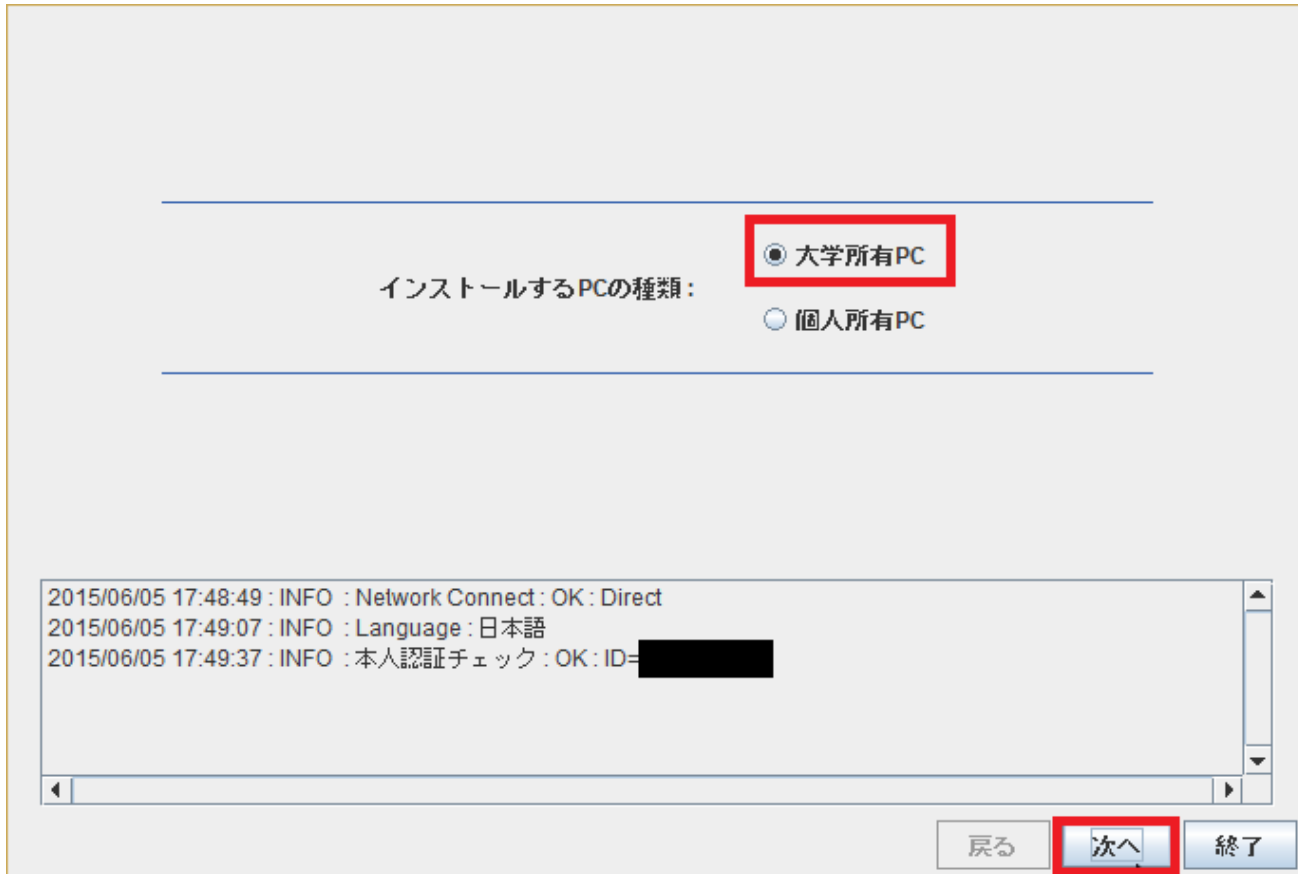 大学所有PC
インストールするPCの種類:
個人所有PC
2015/06/05 17:48:49 : INFO : Network Connect : OK : Direct
2015/06/05 17:49:07 : INFO : Language : 日本語
2015/06/05 17:49:37 : INFO : 本人認証チェック : OK : ID=
戻る 次へ 終了